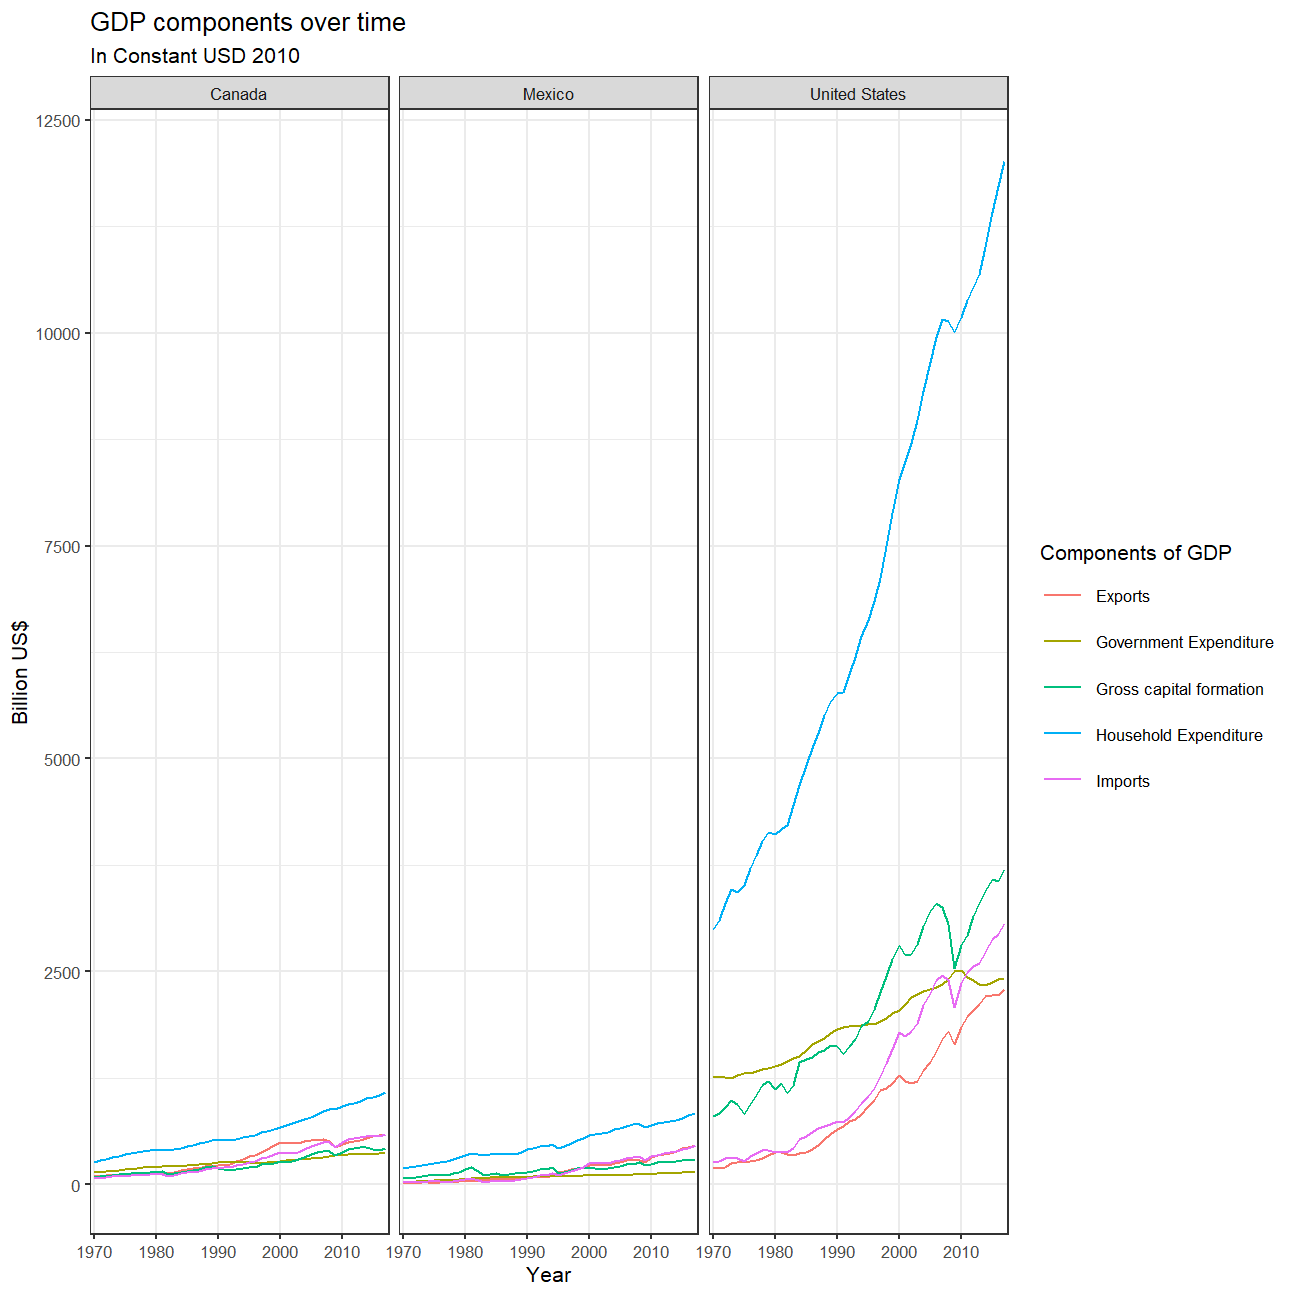 GDP components over time
In Constant USD 2010
Canada
Mexico
United States
12500
10000
7500
5000
2500
0
Billion US$
1970 1980 1990 2000 2010
1970 1980 1990 2000 2010
1970 1980 1990 2000 2010
Year
Components of GDP
Exports
Government Expenditure
Gross capital formation
Household Expenditure
Imports